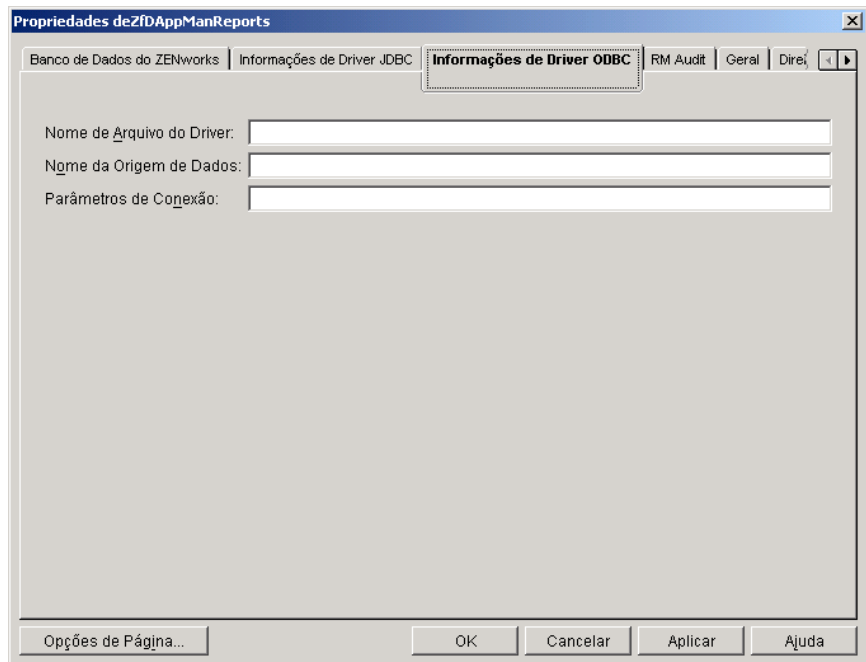 Propriedades deZfDAppManReports
Banco de Dados do ZENworks Informações de Driver JDBC Informações de Driver ODBC RM Audit Geral Direi
Nome de Arquivo do Driver:
Nome da Origem de Dados:
Parâmetros de Conexão:
Opções de Página... OK Cancelar Aplicar Ajuda